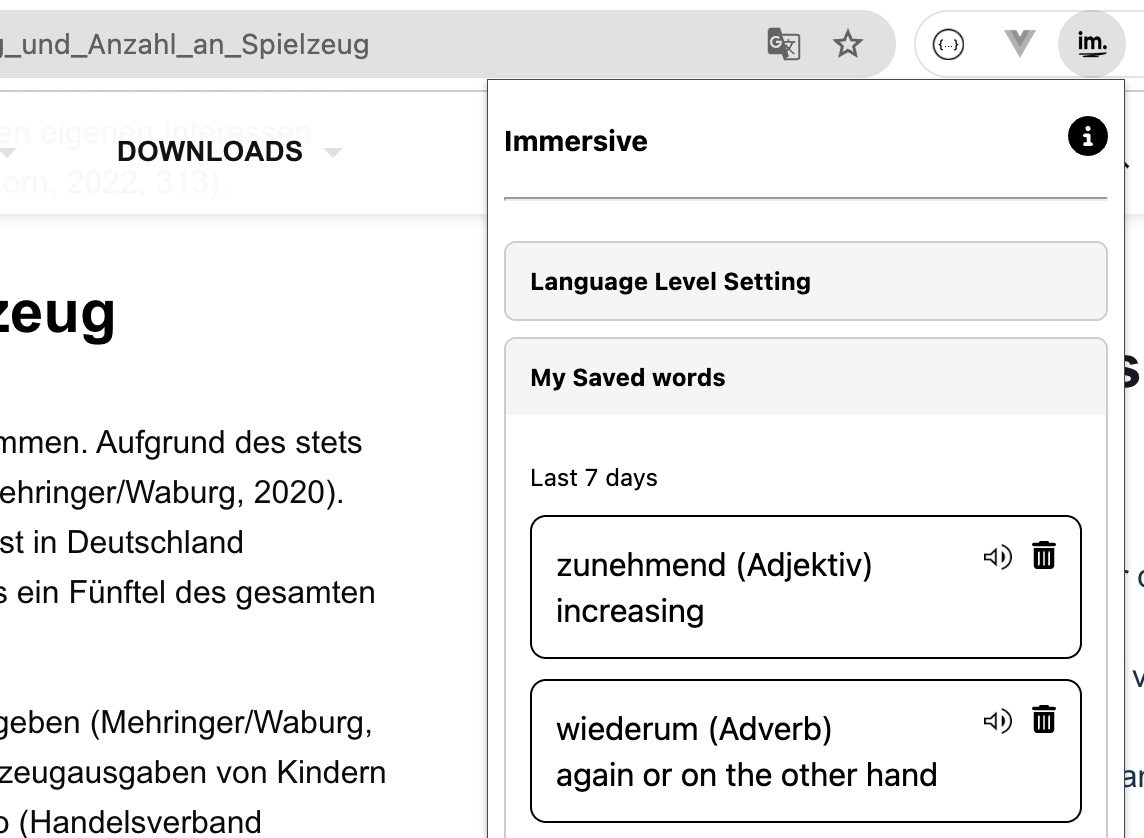 g_und_Anzahl_an_Spielzeug
{...}
im.
en eigenen Interessen
DOWNLOADS
orn, 2022, 313).
zeug
mmen. Aufgrund des stets
ehringer/Waburg, 2020).
st in Deutschland
s ein Fünftel des gesamten
geben (Mehringer/Waburg,
zeugausgaben von Kindern
o (Handelsverband
Immersive
i
Language Level Setting
My Saved words
Last 7 days
zunehmend (Adjektiv)
increasing
wiederum (Adverb)
again or on the other hand
s
v
ar